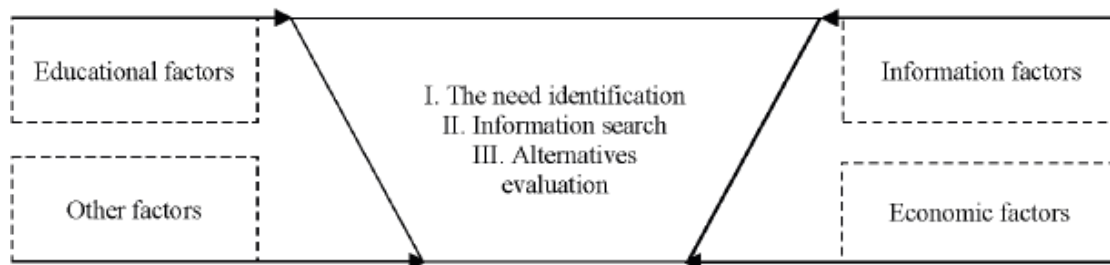 Educational factors
Other factors
I. The need identification
II. Information search
III. Alternatives
evaluation
Information factors
Economic factors